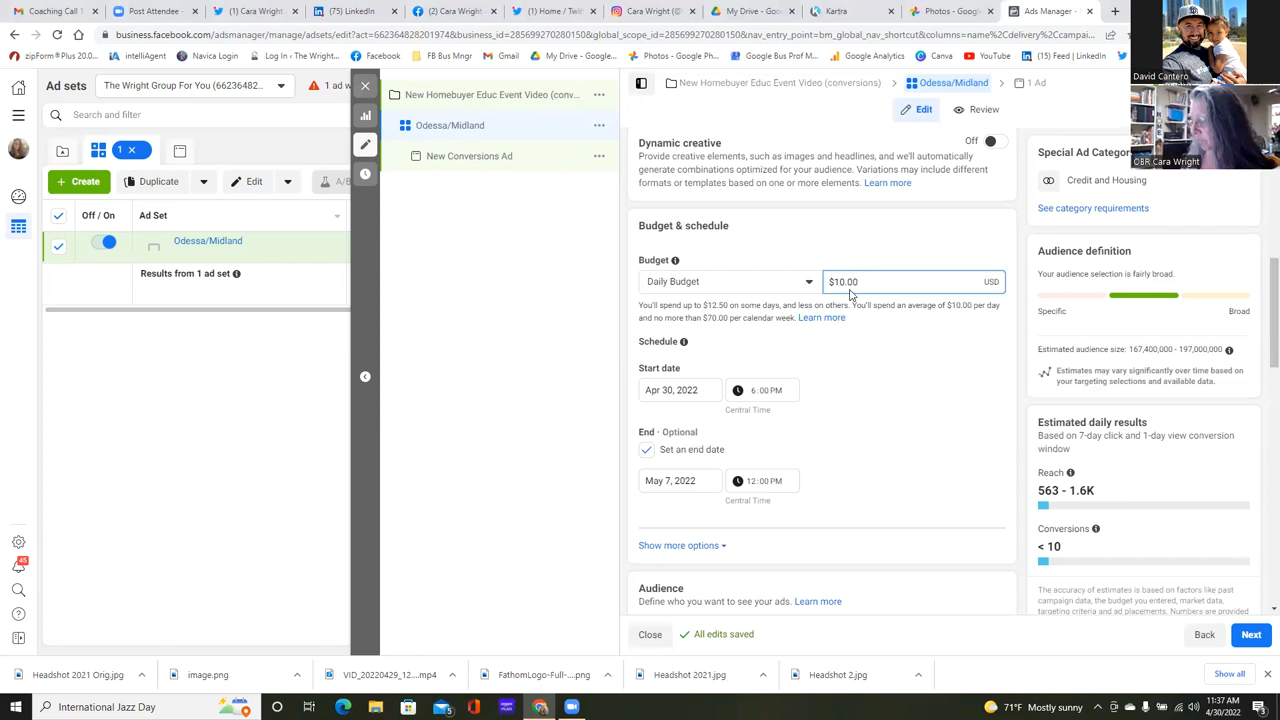 Coaching Call 1
Post Attendee -
(1) Cara Wright
(20) LinkedIn
(2) Cara Wright
(1) Home / Twitt
Cara Wright (@
My Drive - Goo
Kartra
Photos - Googl
Ads Manager -
business.facebook.com/adsmanager/manage/adsets/edit?act=662364828471904&business_id=285699270280150&global_scope_id=285699270280150&nav_entry_point=bm_global_nav_shortcut&columns=name%2Cdelivery%2Ccampai...
zipForm® Plus 20.0...
intelliAgent
Navica Login
Lin Log In
Facebook
FB Bus Mngr
Gmail
My Drive - Google...
Photos - Google Ph...
Google Bus Prof M...
Google Analytics
Canva
YouTube
(15) Feed | LinkedIn
David Cantero
OBR Cara Wright
Ad sets
The Wright Group For You (66236482...
1 ad w
Search and filter
1
Create
Duplicate
Edit
A/B
Off / On
Ad Set
Odessa/Midland
Results from 1 ad set
45
New Homebuyer Educ Event Video (conv...
Odessa/Midland
New Conversions Ad
New Homebuyer Educ Event Video (conversions)
Odessa/Midland
1 Ad
Edit
Review
Dynamic creative
Off
Provide creative elements, such as images and headlines, and we'll automatically
generate combinations optimized for your audience. Variations may include different
formats or templates based on one or more elements. Learn more
Budget & schedule
Budget
Daily Budget
$10.00
USD
You'll spend up to $12.50 on some days, and less on others. You'll spend an average of $10.00 per day
and no more than $70.00 per calendar week. Learn more
Schedule
Start date
Apr 30, 2022
6:00 PM
Central Time
End · Optional
Set an end date
May 7, 2022
12:00 PM
Central Time
Show more options
Audience
Define who you want to see your ads. Learn more
Close
All edits saved
Back
Next
Special Ad Categor
Credit and Housing
See category requirements
Audience definition
Your audience selection is fairly broad.
Specific
Broad
Estimated audience size: 167,400,000 - 197,000,000
Estimates may vary significantly over time based on
your targeting selections and available data.
Estimated daily results
Based on 7-day click and 1-day view conversion
window
Reach
563 - 1.6K
Conversions
< 10
The accuracy of estimates is based on factors like past
campaign data, the budget you entered, market data,
targeting criteria and ad placements. Numbers are provided
Headshot 2021 Orig.jpg
image.png
VID_20220429_12....mp4
FathomLogo-Full-....png
Headshot 2021.jpg
Headshot 2.jpg
Show all
International Jazz Day
71°F Mostly sunny
11:37 AM
4/30/2022
3